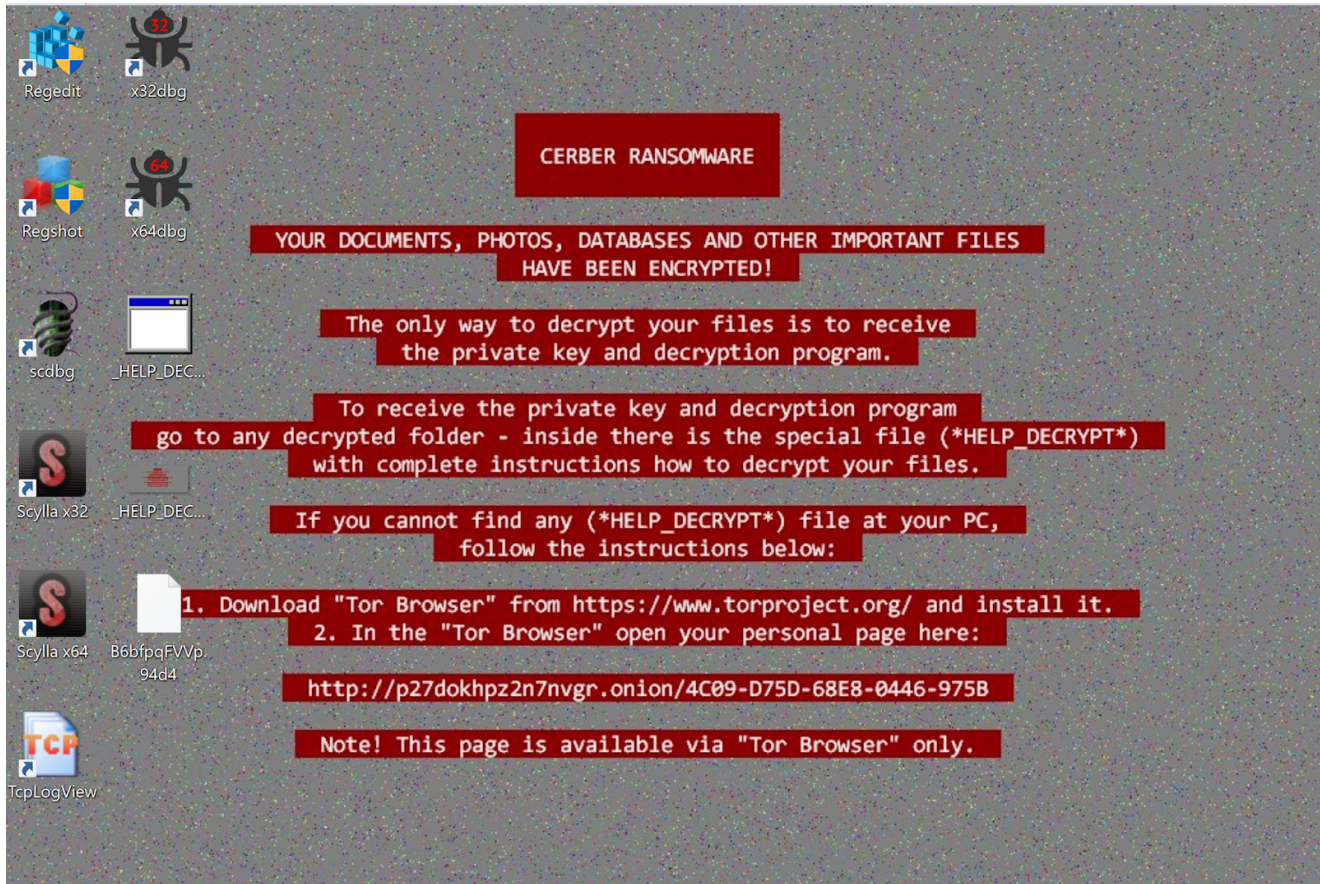 Regedit
x32dbg
Regshot
x64dbg
scdbg
_HELP_DEC...
Scylla x32
_HELP_DEC...
Scylla x64
B6bfpqFVVp.
94d4
TCP
TcpLogView
32
64
CERBER RANSOMWARE
YOUR DOCUMENTS, PHOTOS, DATABASES AND OTHER IMPORTANT FILES
HAVE BEEN ENCRYPTED!
The only way to decrypt your files is to receive
the private key and decryption program.
To receive the private key and decryption program
go to any decrypted folder - inside there is the special file (*HELP_DECRYPT*)
with complete instructions how to decrypt your files.
If you cannot find any (*HELP_DECRYPT*) file at your PC,
follow the instructions below:
1. Download "Tor Browser" from https://www.torproject.org/ and install it.
2. In the "Tor Browser" open your personal page here:
http://p27dokhpz2n7nvgr.onion/4C09-D75D-68E8-0446-975B
Note! This page is available via "Tor Browser" only.